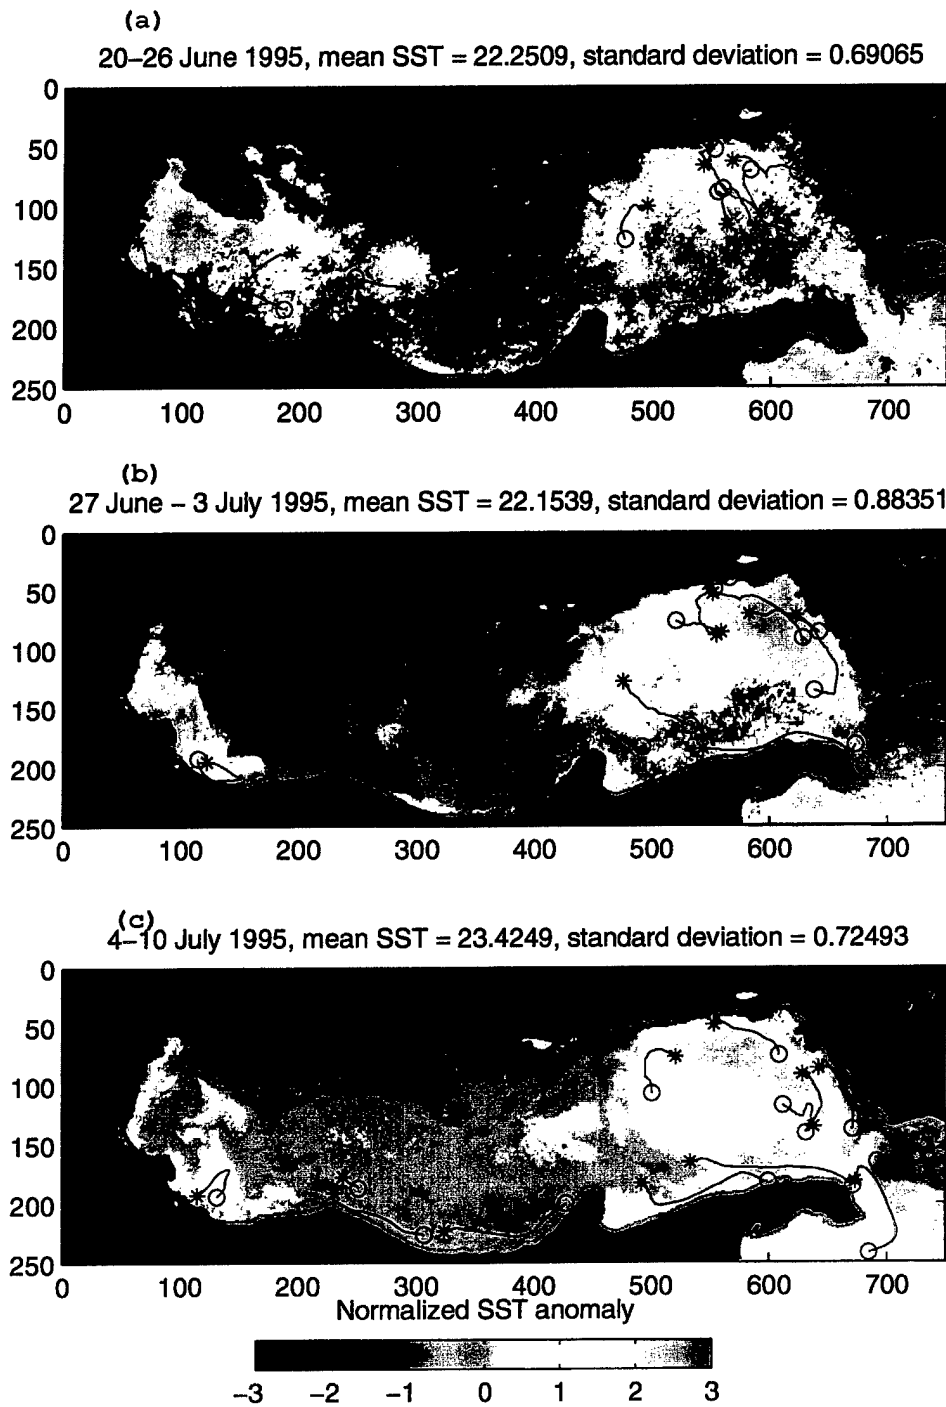 (a)
20–26 June 1995, mean SST = 22.2509, standard deviation = 0.69065
0
50
100
150
200
250
0 100 200 300 400 500 600 700
(b)
27 June – 3 July 1995, mean SST = 22.1539, standard deviation = 0.88351
0
50
100
150
200
250
0 100 200 300 400 500 600 700
(c)
4–10 July 1995, mean SST = 23.4249, standard deviation = 0.72493
0
50
100
150
200
250
0 100 200 300 400 500 600 700
Normalized SST anomaly
−3 −2 −1 0 1 2 3